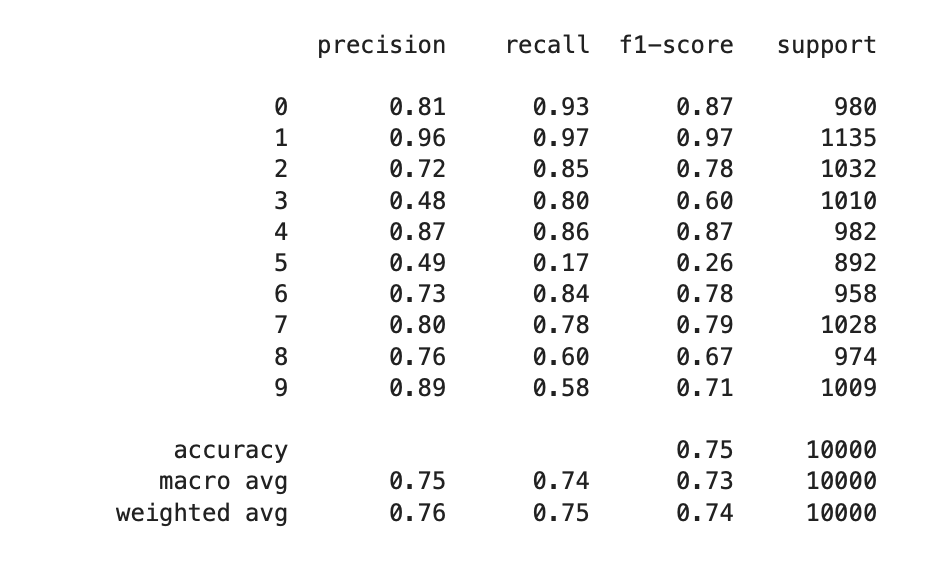 precision recall f1-score support
0 0.81 0.93 0.87 980
1 0.96 0.97 0.97 1135
2 0.72 0.85 0.78 1032
3 0.48 0.80 0.60 1010
4 0.87 0.86 0.87 982
5 0.49 0.17 0.26 892
6 0.73 0.84 0.78 958
7 0.80 0.78 0.79 1028
8 0.76 0.60 0.67 974
9 0.89 0.58 0.71 1009
accuracy 0.75 10000
macro avg 0.75 0.74 0.73 10000
weighted avg 0.76 0.75 0.74 10000